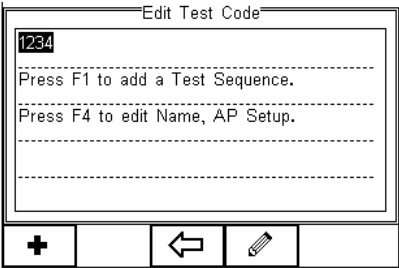 Edit Test Code
1234
Press F1 to add a Test Sequence.
Press F4 to edit Name, AP Setup.